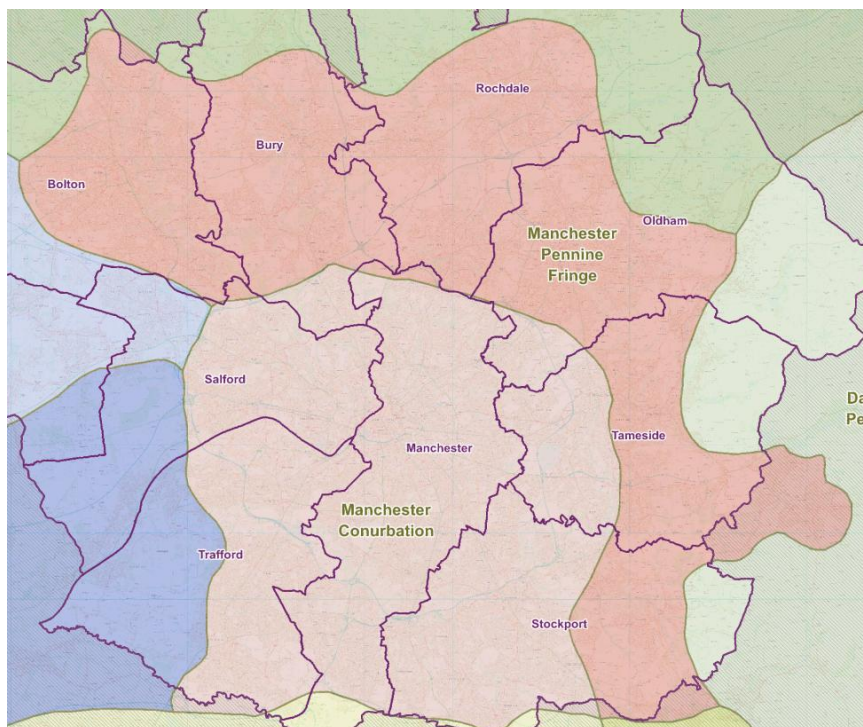 Rochdale
Bury
Bolton
Oldham
Manchester
Pennine
Fringe
Salford
Tameside
Manchester
Manchester
Conurbation
Trafford
Stockport